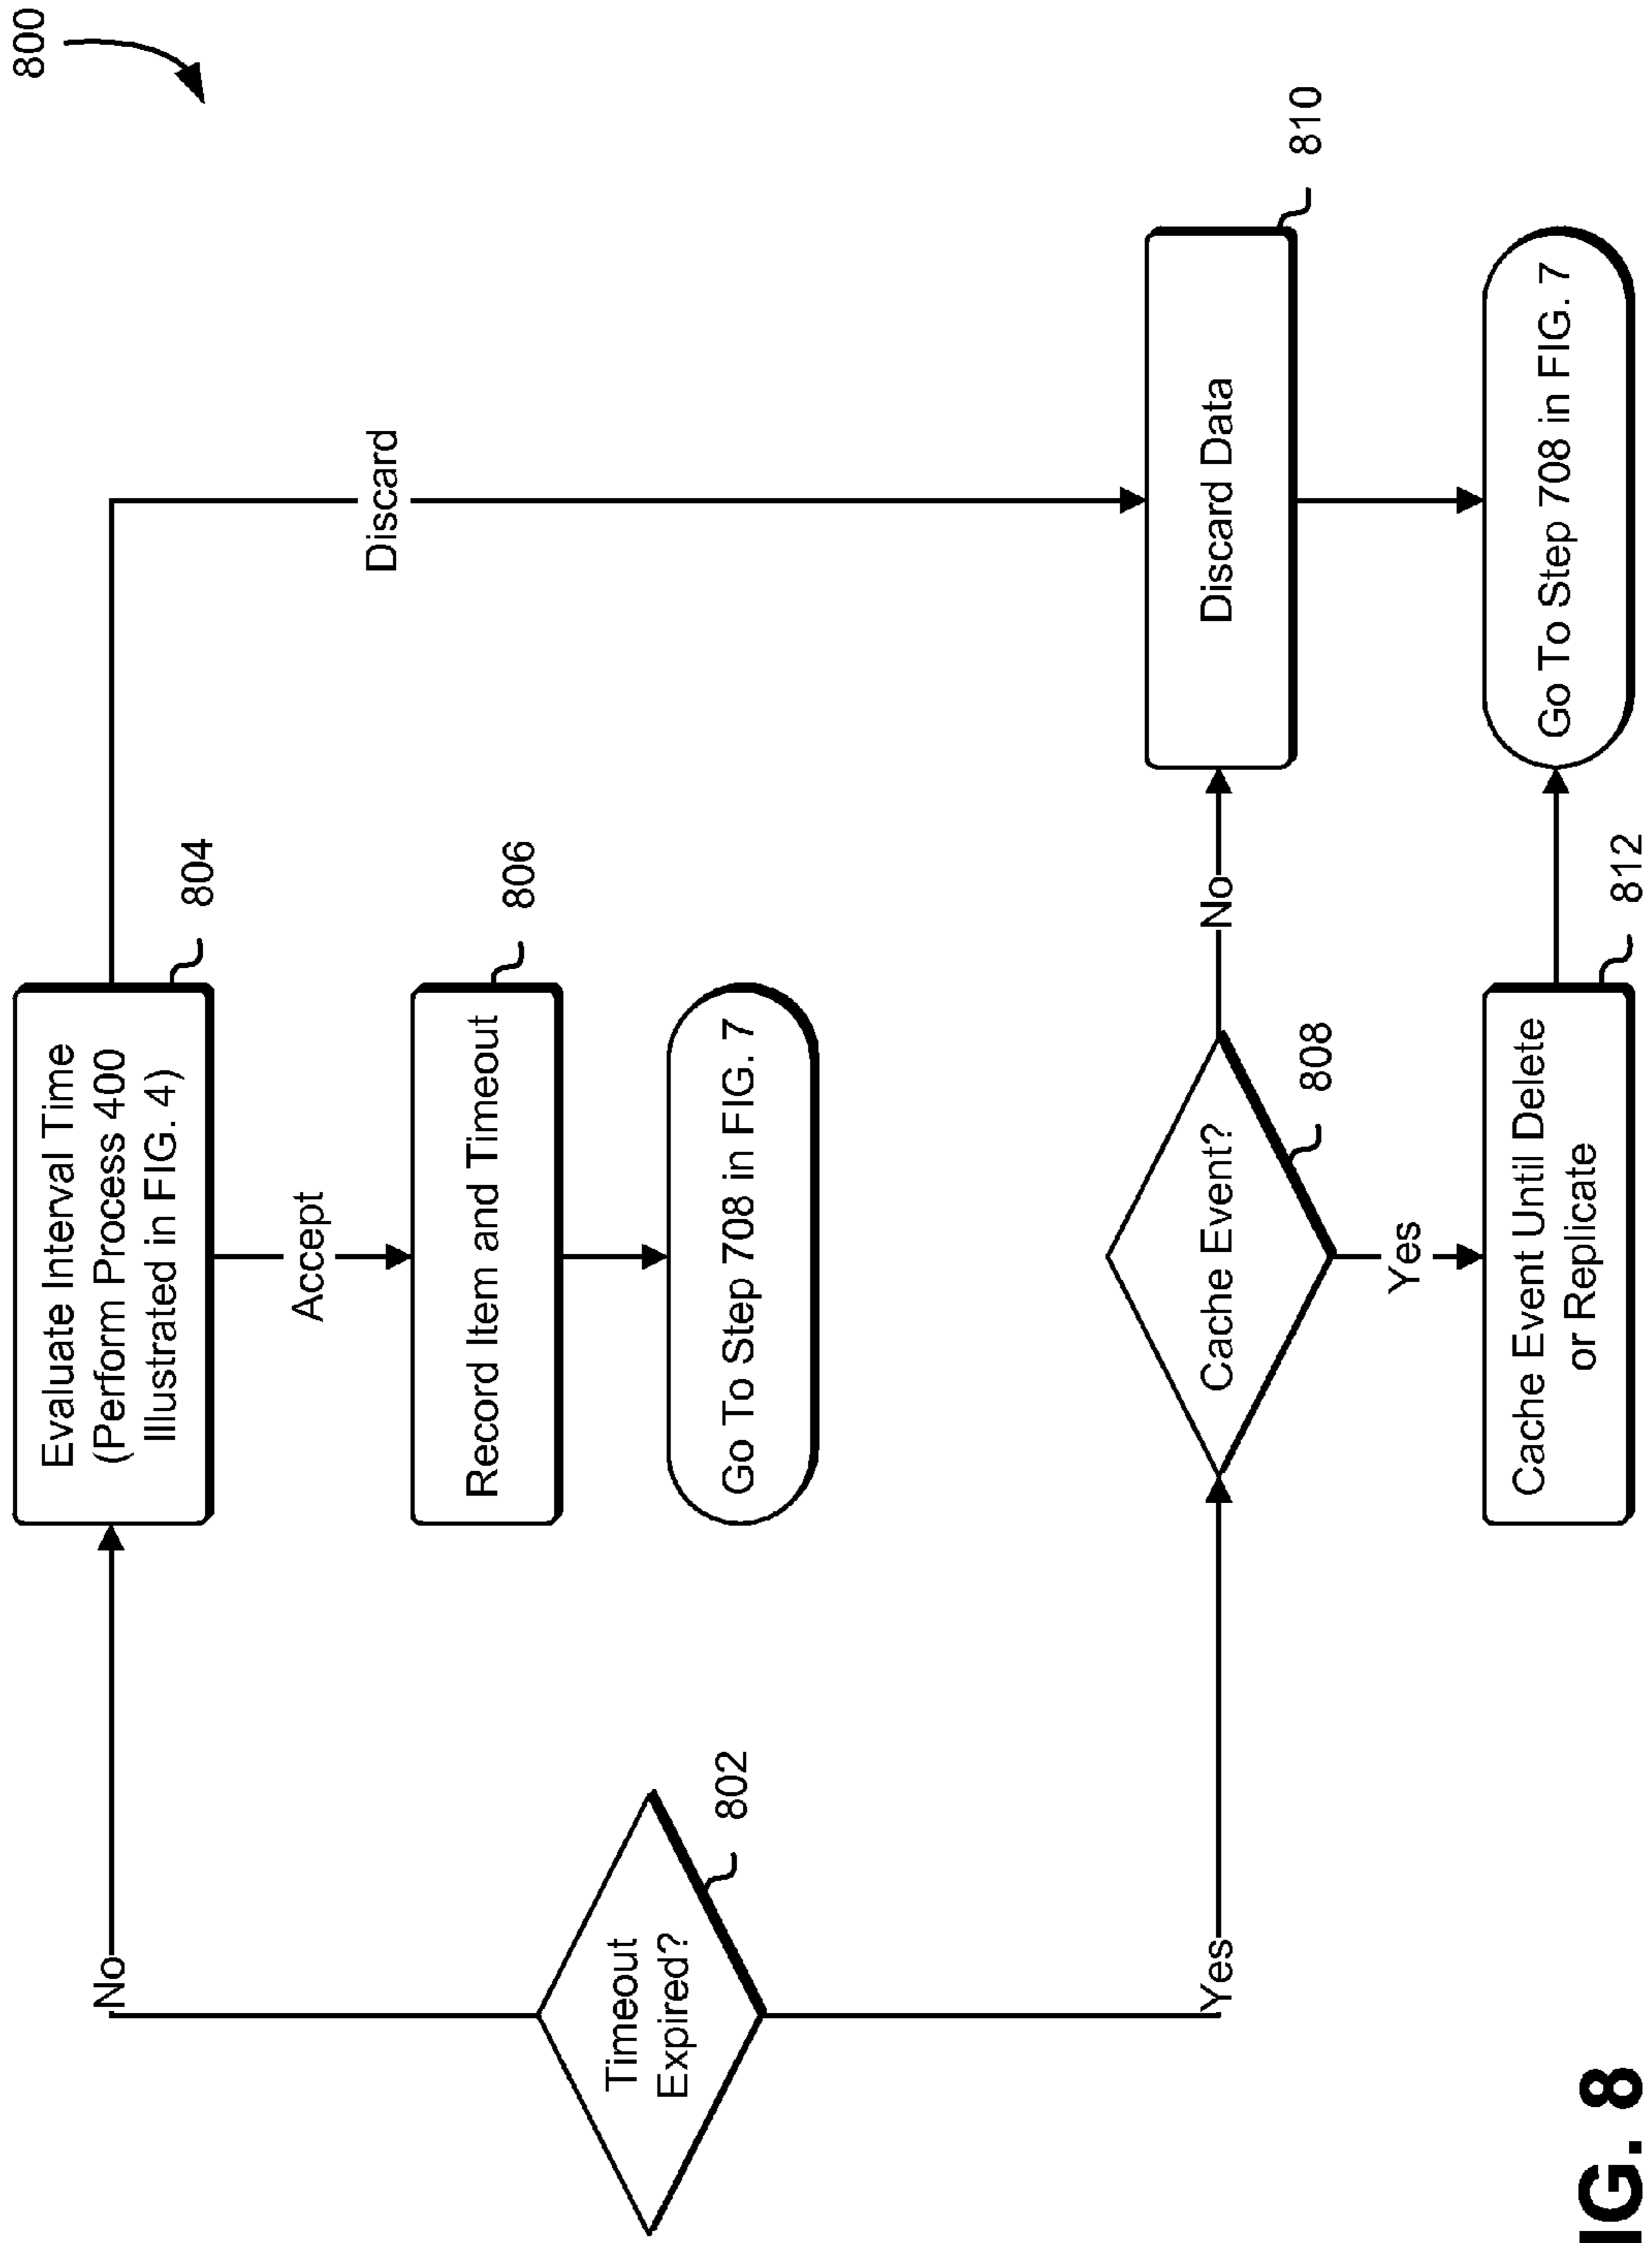 800
No
Evaluate Interval Time
(Perform Process 400
Illustrated in FIG. 4)
804
Discard
Accept
Record Item and Timeout
806
Go To Step 708 in FIG. 7
Timeout
Expired?
802
Yes
Cache Event?
808
No
Discard Data
810
Yes
Cache Event Until Delete
or Replicate
812
Go To Step 708 in FIG. 7
IG. 8